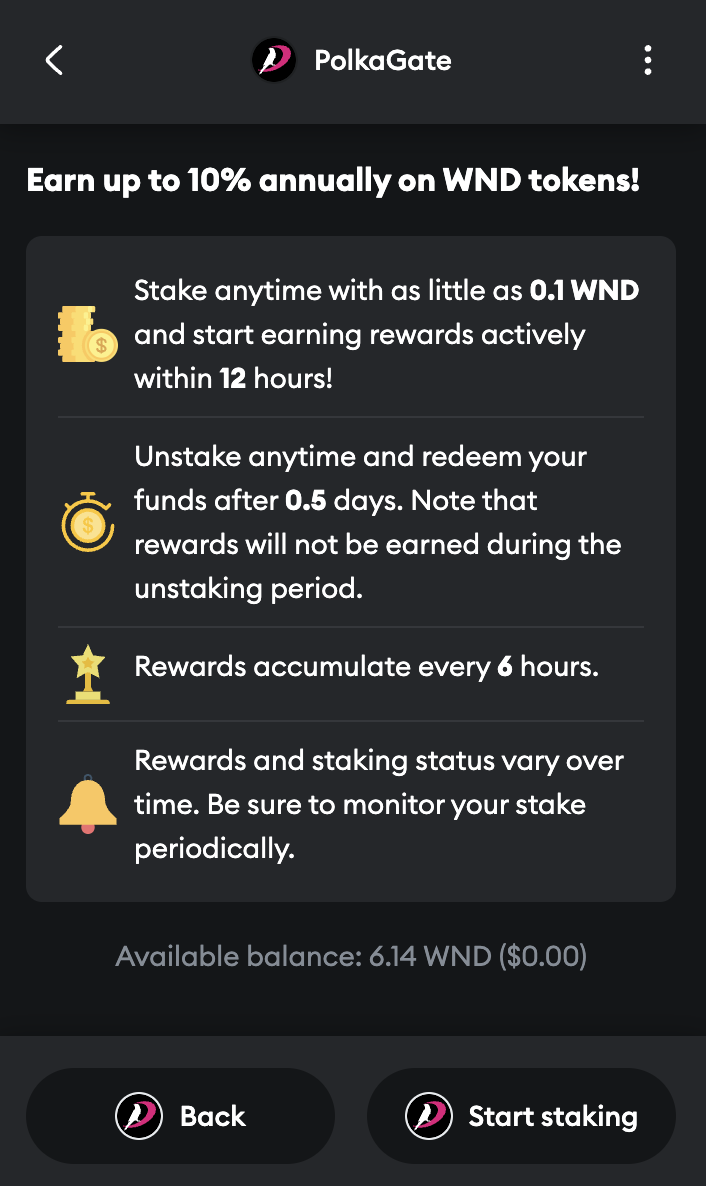 PolkaGate
Earn up to 10% annually on WND tokens!
Stake anytime with as little as 0.1 WND
and start earning rewards actively
within 12 hours!
Unstake anytime and redeem your
funds after 0.5 days. Note that
rewards will not be earned during the
unstaking period.
Rewards accumulate every 6 hours.
Rewards and staking status vary over
time. Be sure to monitor your stake
periodically.
Available balance: 6.14 WND ($0.00)
Back
Start staking